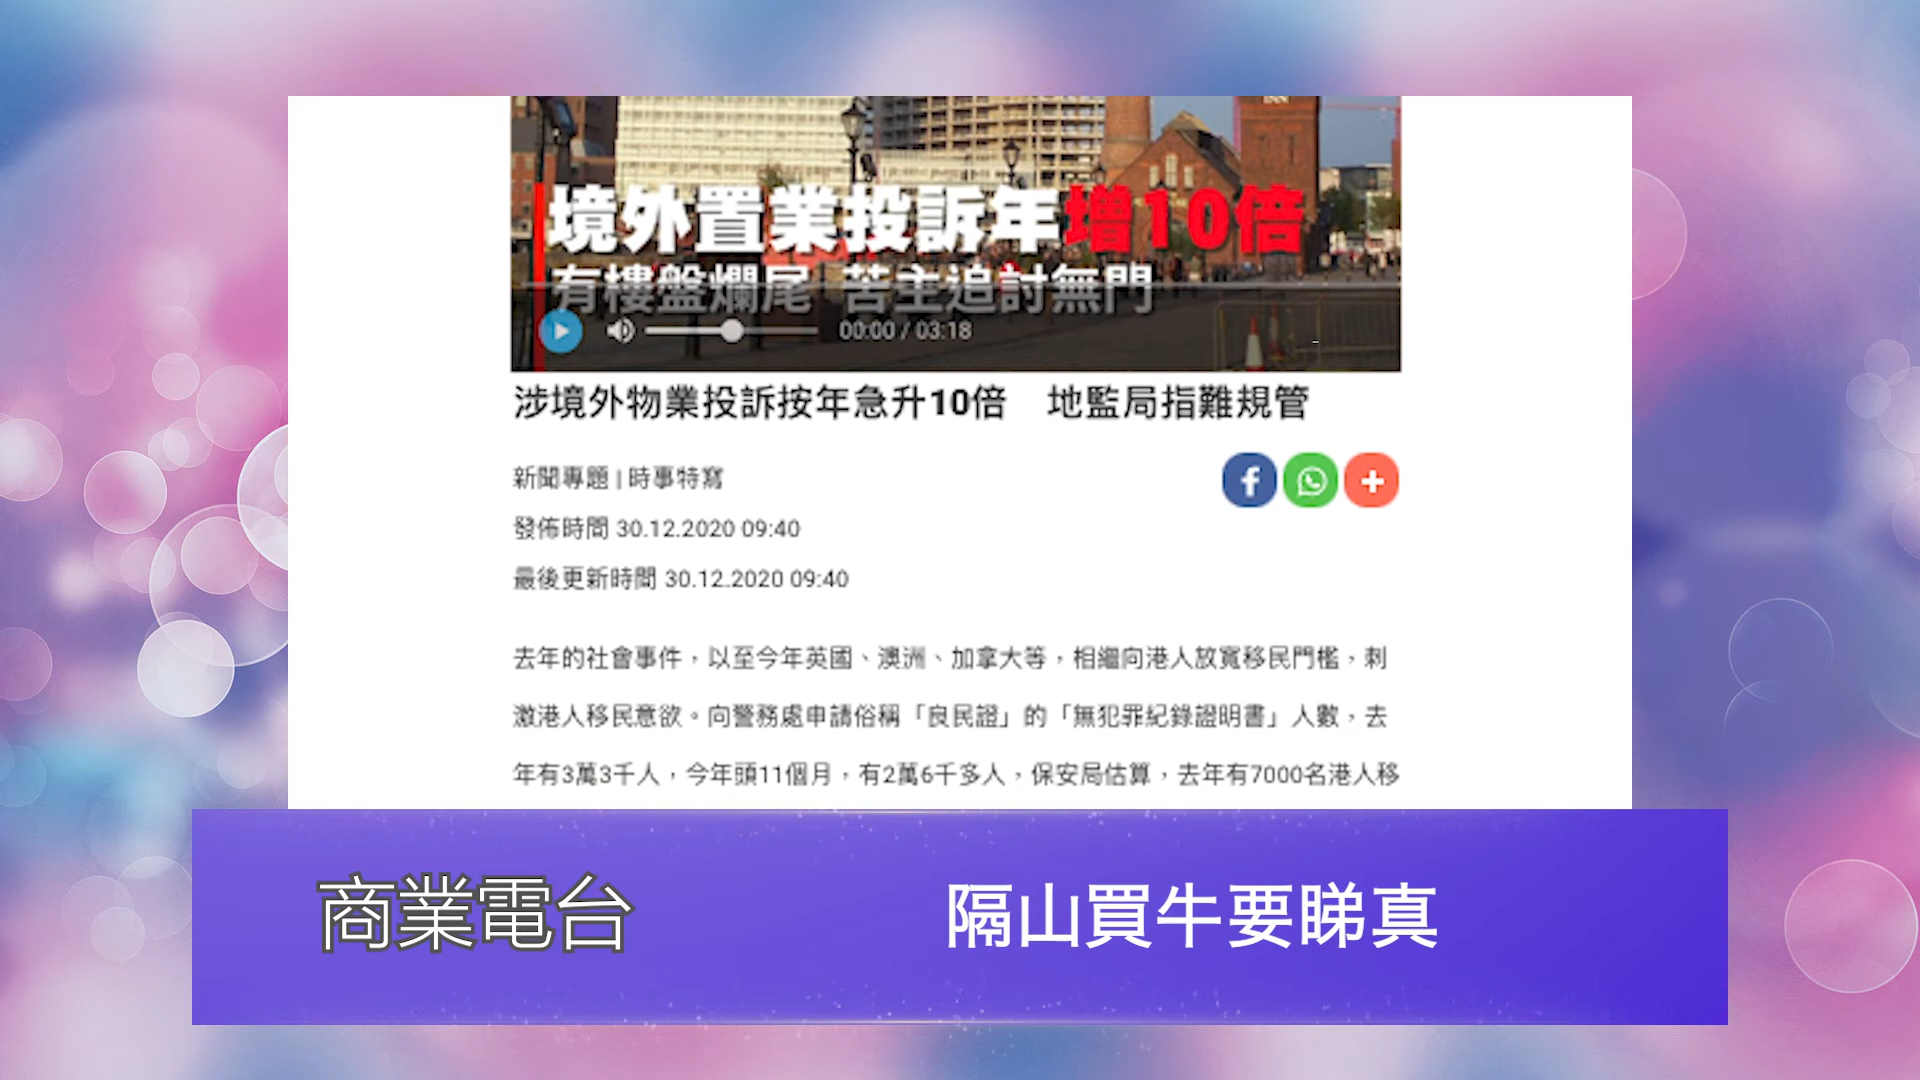 INN
境外置業投訴年增10倍
有樓盤爛尾 苦主追討無門
00:00 / 03:18
涉境外物業投訴按年急升10倍 地監局指難規管
新聞專題 | 時事特寫
發佈時間 30.12.2020 09:40
最後更新時間 30.12.2020 09:40
去年的社會事件，以至今年英國、澳洲、加拿大等，相繼向港人放寬移民門檻，刺
激港人移民意欲。向警務處申請俗稱「良民證」的「無犯罪紀錄證明書」人數，去
年有3萬3千人，今年頭11個月，有2萬6千多人，保安局估算，去年有7000名港人移
商業電台 隔山買牛要睇真